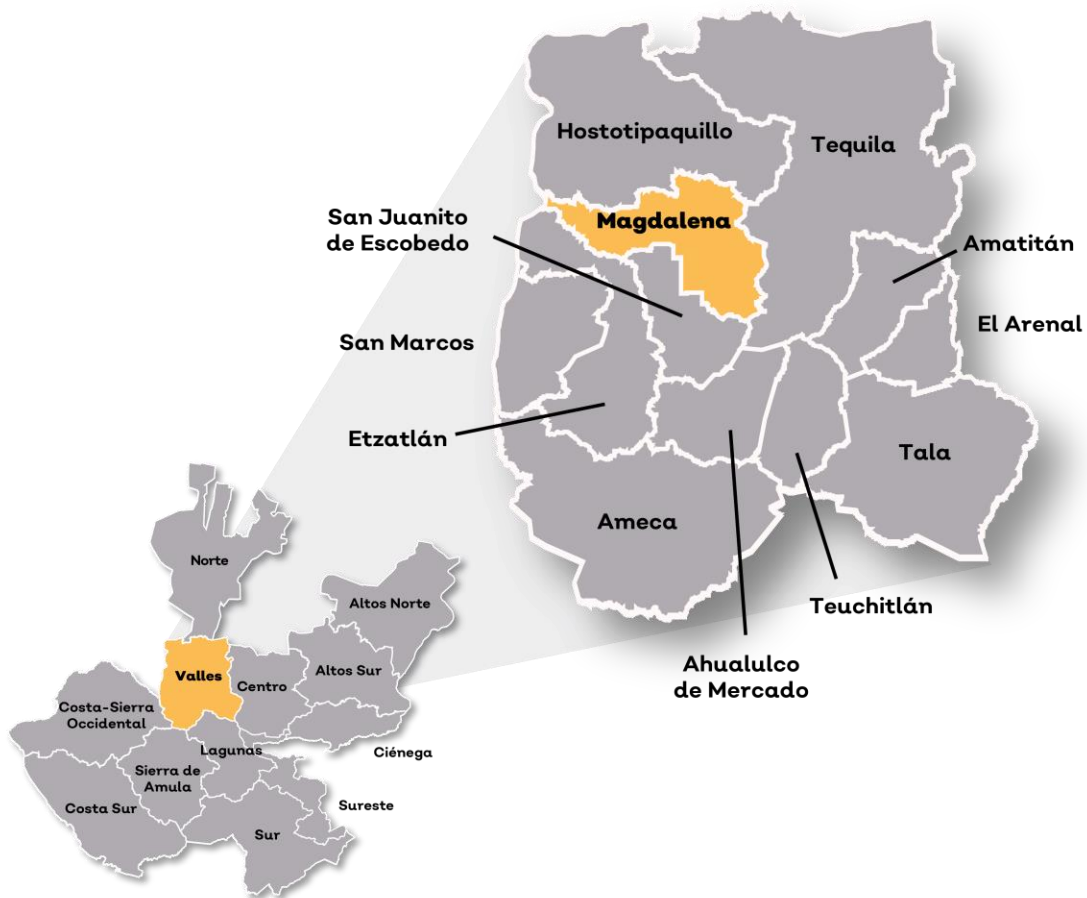 Hostotipaquillo
Tequila
San Juanito
de Escobedo
Magdalena
Amatitán
El Arenal
San Marcos
Etzatlán
Tala
Ameca
Teuchitlán
Ahualulco
de Mercado
Norte
Altos Norte
Valles
Centro
Altos Sur
Costa-Sierra
Occidental
Lagunas
Ciénega
Sierra de
Amula
Costa Sur
Sureste
Sur